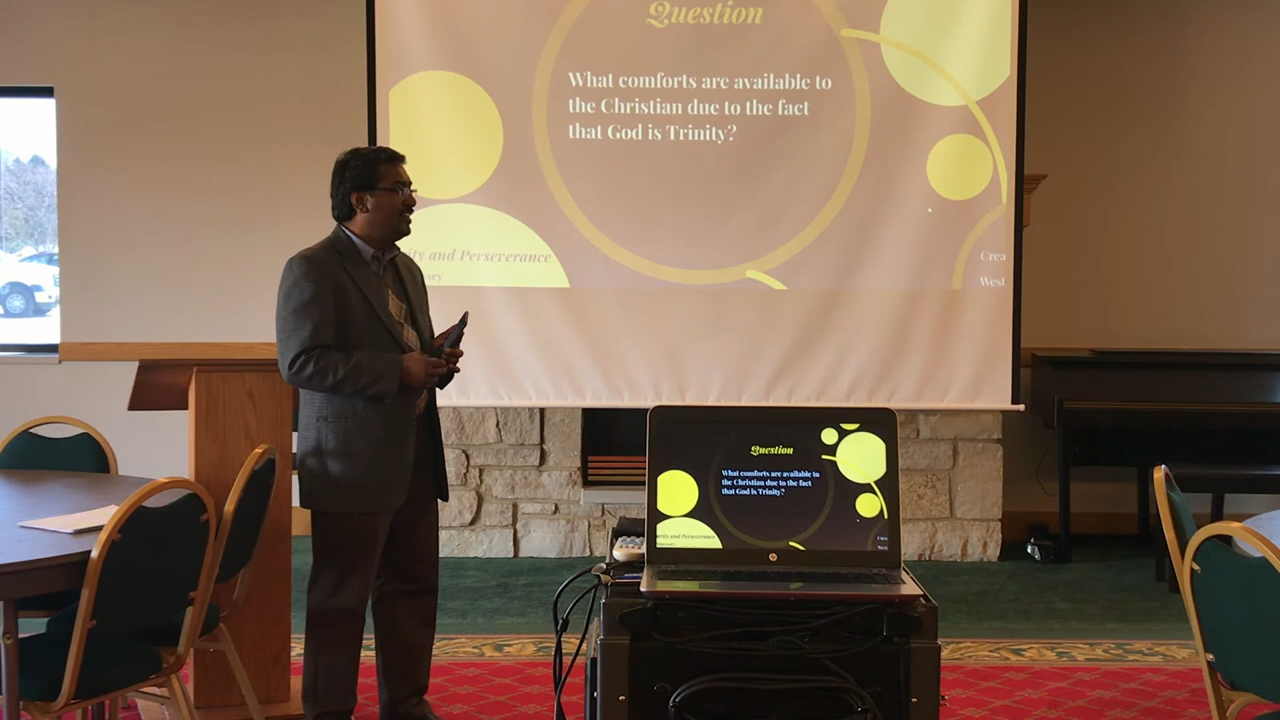 Question
What comforts are available to
the Christian due to the fact
that God is Trinity?
and Perseverance
Crea
West
Question
What comforts are available to
the Christian due to the fact
that God is Trinity?
and Perseverance
hp